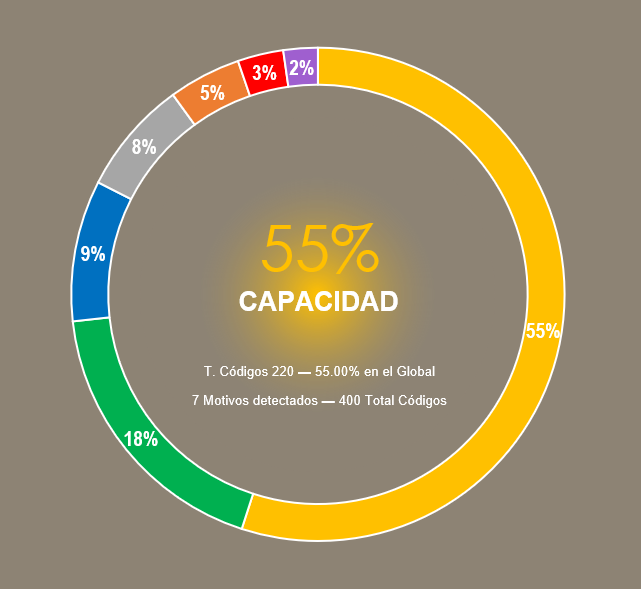 2%
3%
5%
8%
9%
55%
CAPACIDAD
55%
T. Códigos 220 — 55.00% en el Global
7 Motivos detectados — 400 Total Códigos
18%